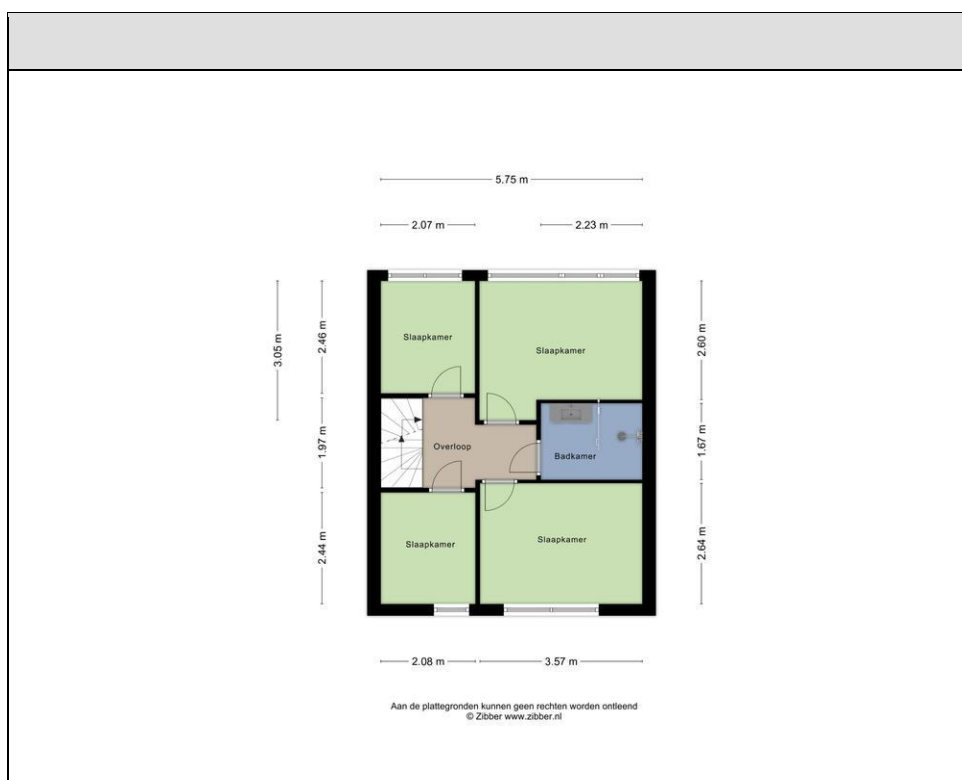 5.75 m
2.07 m
2.23 m
3.05 m
2.46 m
2.60 m
Slaapkamer
Slaapkamer
1.97 m
1.67 m
Overloop
Badkamer
2.44 m
2.64 m
Slaapkamer
Slaapkamer
2.08 m
3.57 m
Aan de plattegronden kunnen geen rechten worden ontleend
© Zibber www.zibber.nl